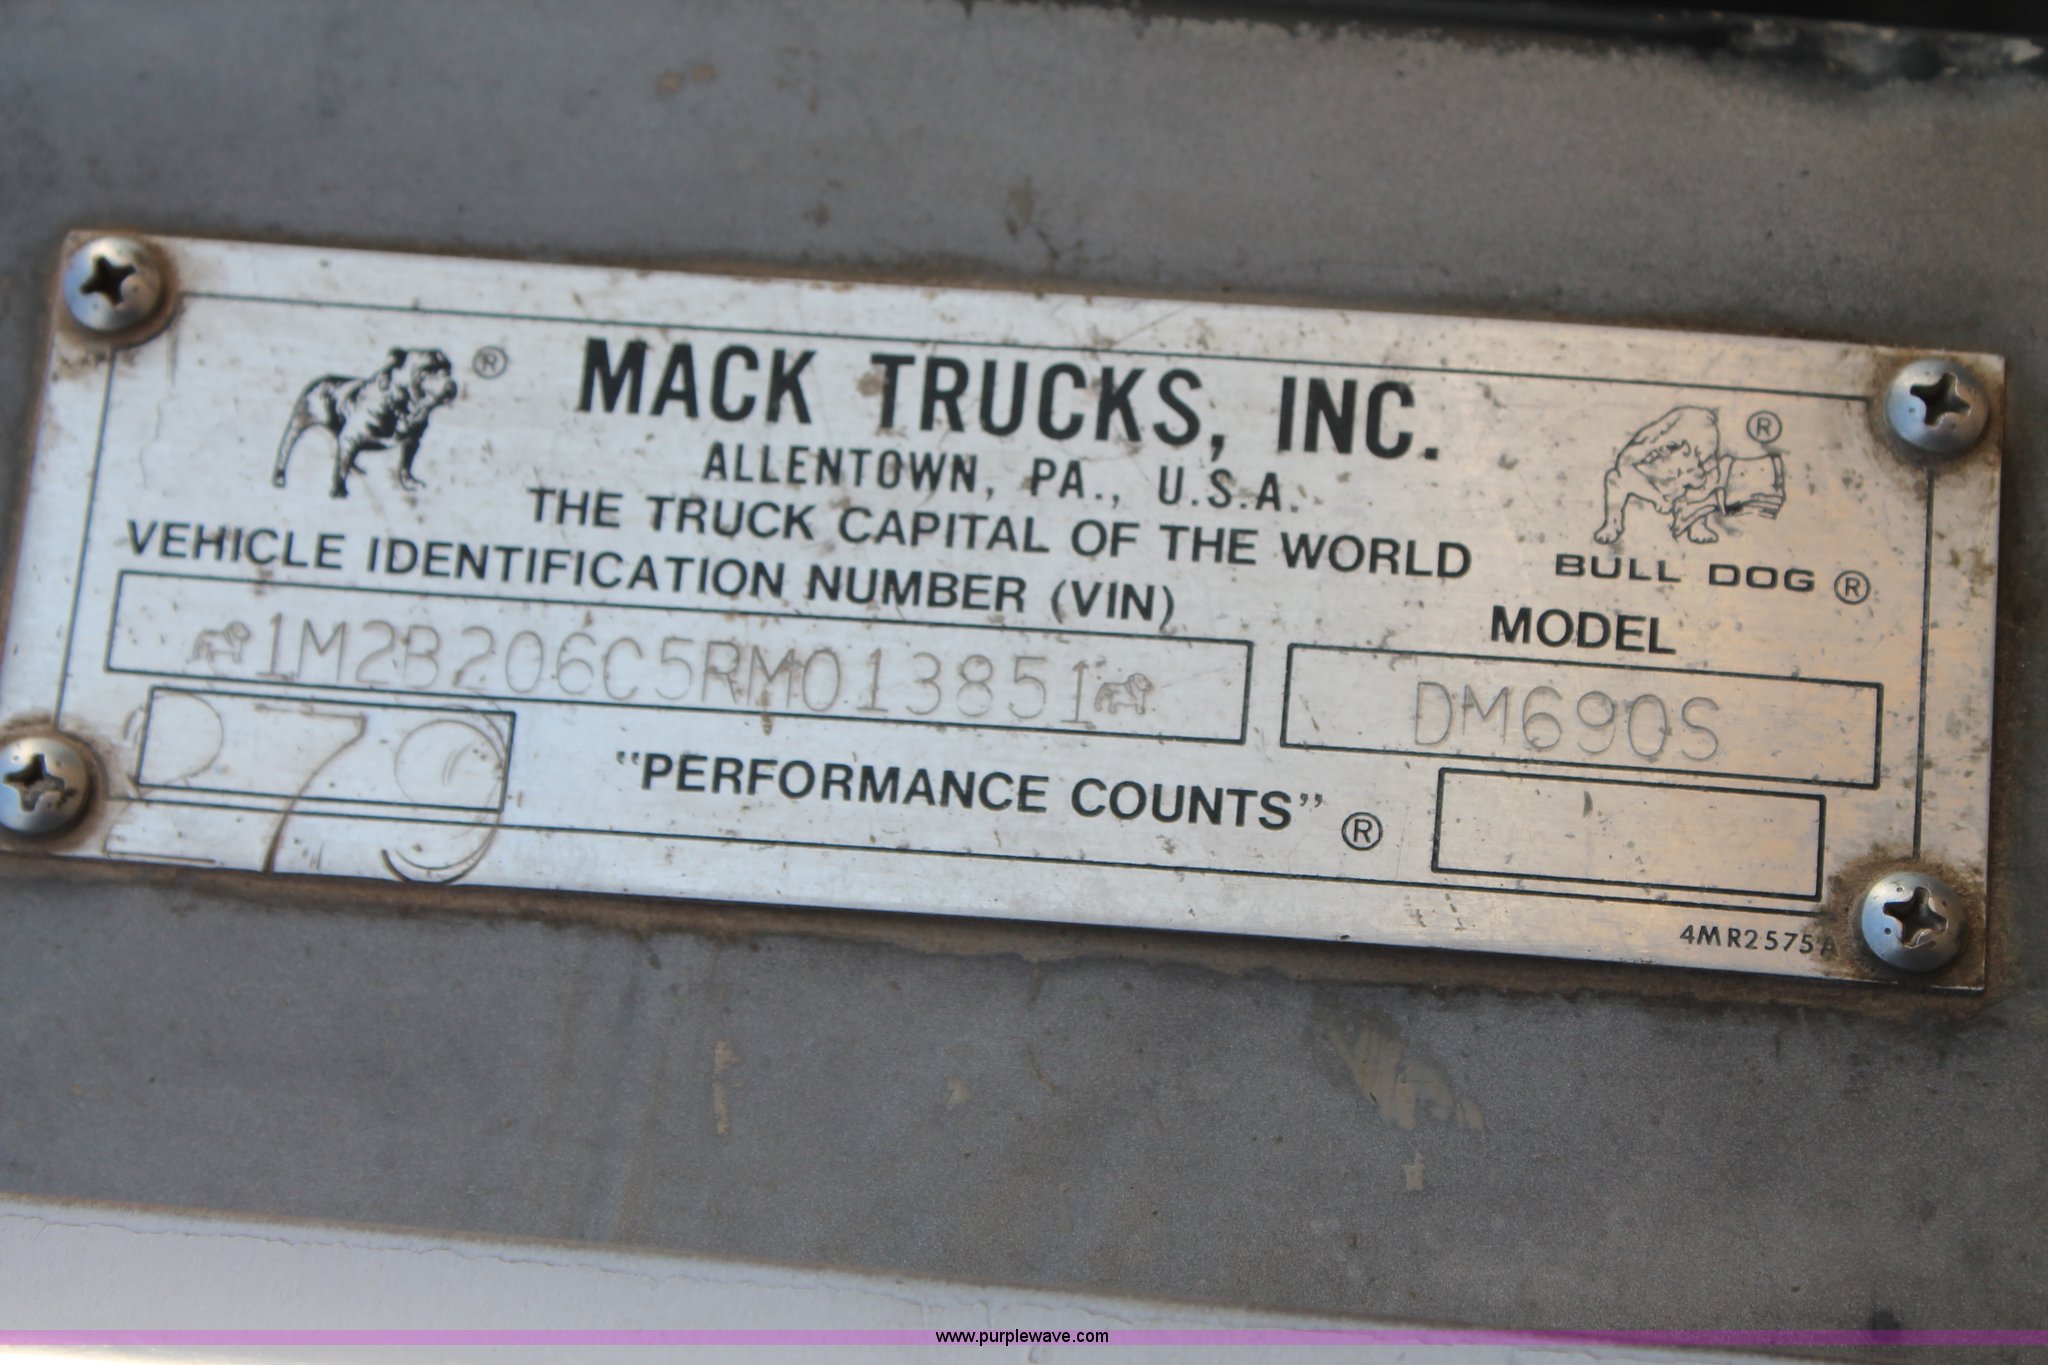 ®
MACK TRUCKS, INC.
ALLENTOWN, PA., U.S.A.
THE TRUCK CAPITAL OF THE WORLD
®
BULL DOG ®
VEHICLE IDENTIFICATION NUMBER (VIN)
MODEL
1M2B206C5RM013851
DM690S
279
"PERFORMANCE COUNTS" ®
4MR2575A
www.purplewave.com